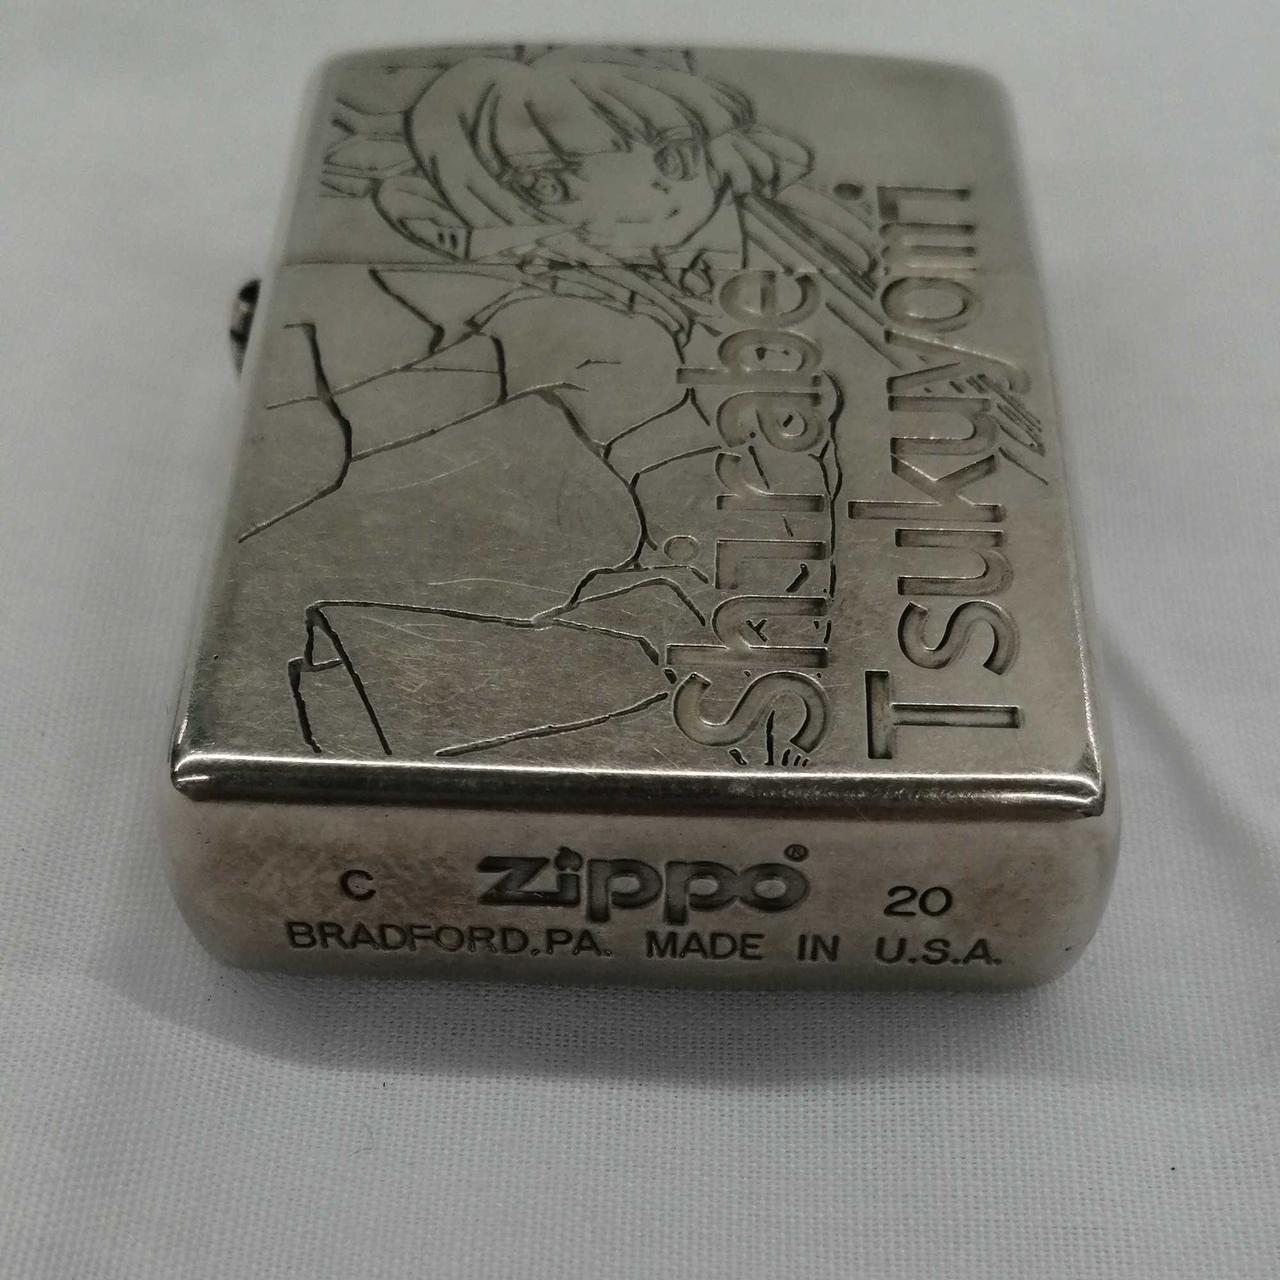 Shirabe
Tsukuyomi
C zippo® 20
BRADFORD,PA. MADE IN U.S.A.